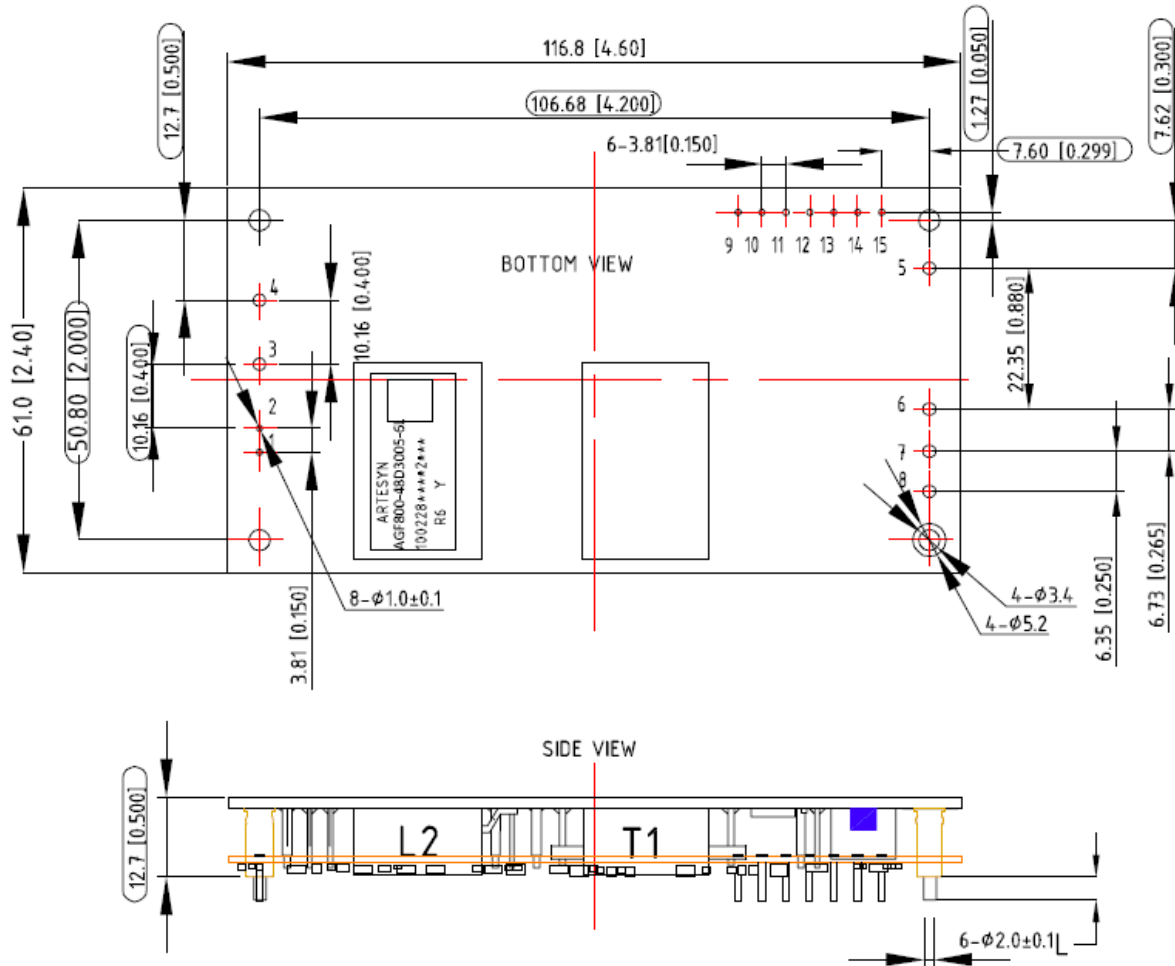 116.8 [4.60]
106.68 [4.200]
12.7 [0.500]
1.27 [0.050]
7.62 [0.300]
6-3.81[0.150]
7.60 [0.299]
9 10 11 12 13 14 15
BOTTOM VIEW
5
4
10.16 [0.400]
3
61.0 [2.40]
50.80 [2.000]
10.16 [0.400]
2
1
22.35 [0.880]
6
7
8
ARTESYN
AGF800-48D3005-6L
R6 Y
8-ϕ1.0±0.1
3.81 [0.150]
4-ϕ3.4
4-ϕ5.2
6.35 [0.250]
6.73 [0.265]
SIDE VIEW
12.7 [0.500]
L2
T1
6-ϕ2.0±0.1